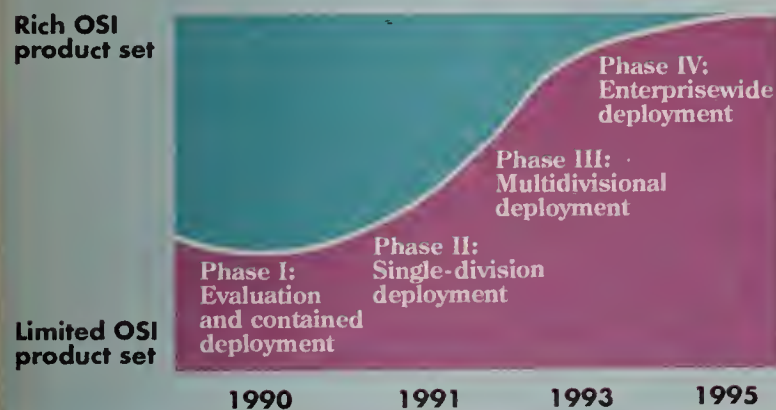 Rich OSI
product set
Phase IV:
Enterprisewide
deployment
Phase III:
Multidivisional
deployment
Phase II:
Single-division
deployment
Phase I:
Evaluation
and contained
deployment
Limited OSI
product set
1990 1991 1993 1995